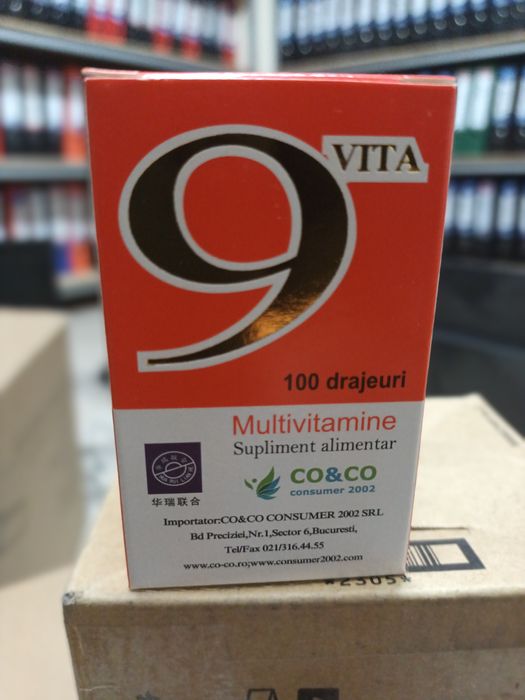 9
VITA
100 drajeuri
Multivitamine
Supliment alimentar
华瑞联合
CO&CO
consumer 2002
Importator:CO&CO CONSUMER 2002 SRL
Bd Preciziei,Nr.1,Sector 6,Bucuresti,
Tel/Fax 021/316.44.55
www.co-co.ro;www.consumer2002.com
*2305*